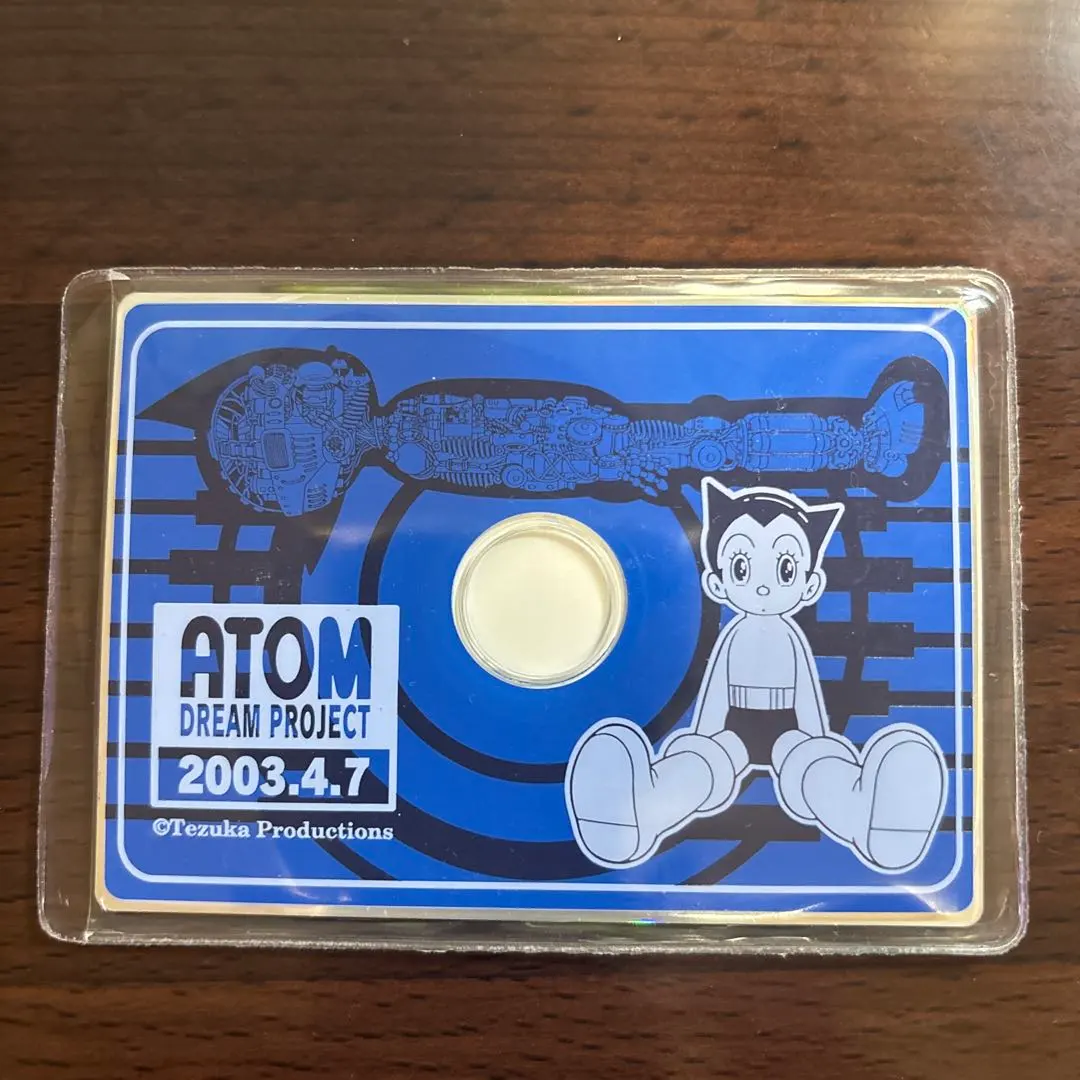 ATOM
DREAM PROJECT
2003.4.7
©Tezuka Productions